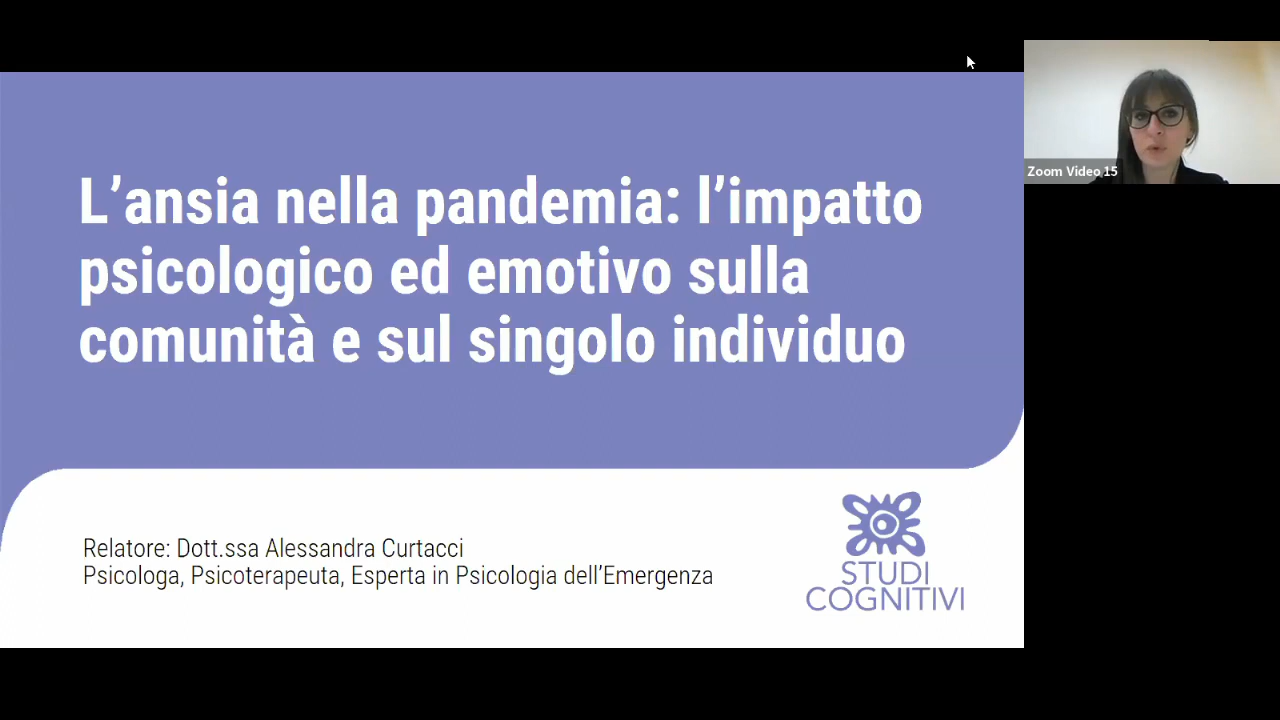 L’ansia nella pandemia: l’impatto
psicologico ed emotivo sulla
comunità e sul singolo individuo
Relatore: Dott.ssa Alessandra Curtacci
Psicologa, Psicoterapeuta, Esperta in Psicologia dell’Emergenza
STUDI
COGNITIVI
Zoom Video 15